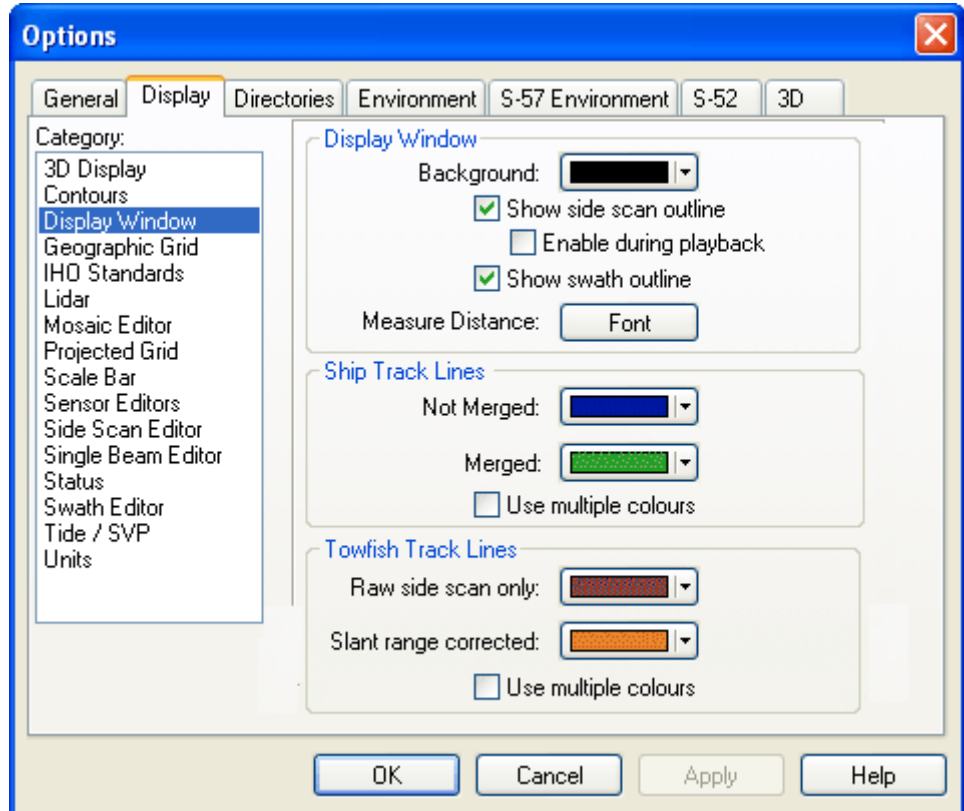 Options
General Display Directories Environment S-57 Environment S-52 3D
Category:
3D Display
Contours
Display Window
Geographic Grid
IHO Standards
Lidar
Mosaic Editor
Projected Grid
Scale Bar
Sensor Editors
Side Scan Editor
Single Beam Editor
Status
Swath Editor
Tide / SVP
Units
Display Window
Background:
Show side scan outline
Enable during playback
Show swath outline
Measure Distance: Font
Ship Track Lines
Not Merged:
Merged:
Use multiple colours
Towfish Track Lines
Raw side scan only:
Slant range corrected:
Use multiple colours
OK Cancel Apply Help